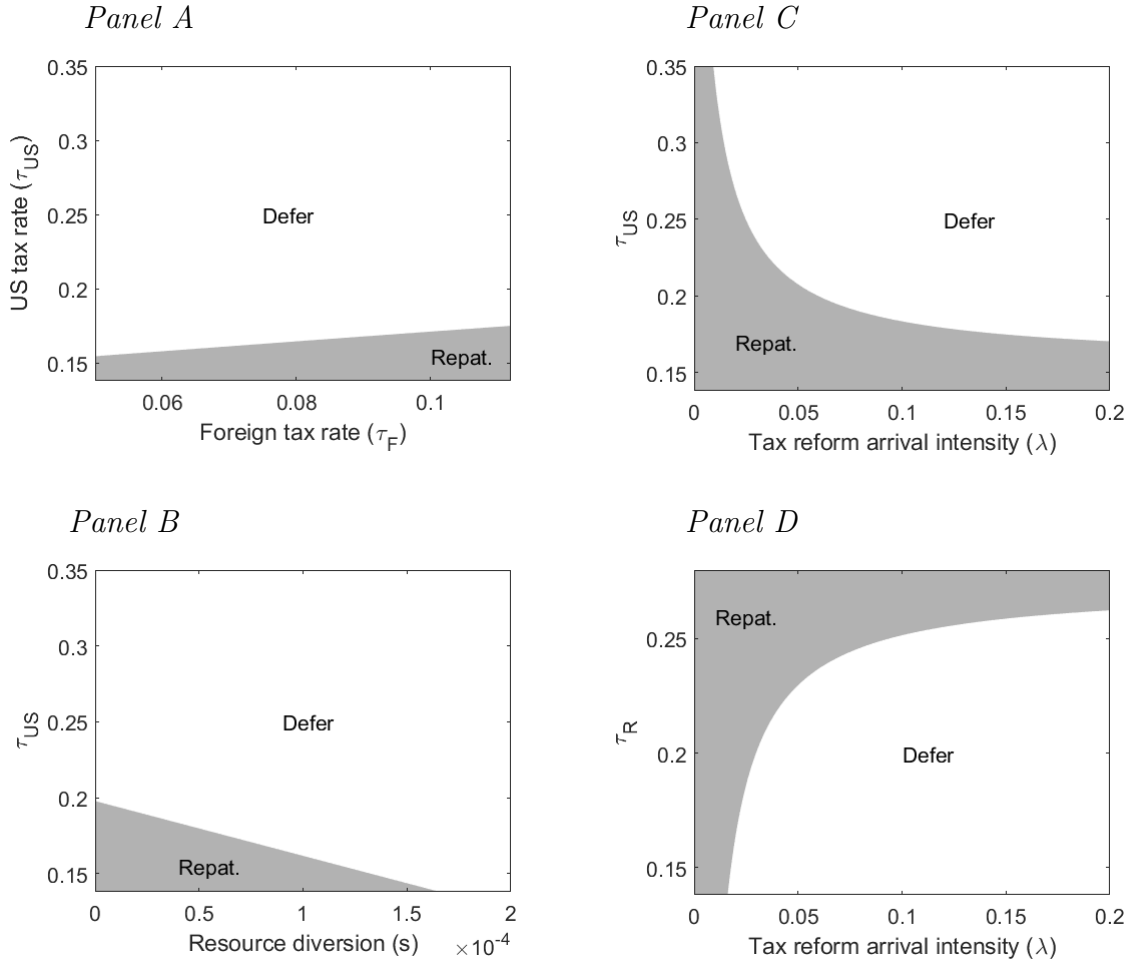 Panel A
0.35
0.3
0.25
0.2
0.15
US tax rate (τUS)
Defer
Repat.
0.06 0.08 0.1
Foreign tax rate (τF)
Panel C
0.35
0.3
0.25
0.2
0.15
τUS
Defer
Repat.
0 0.05 0.1 0.15 0.2
Tax reform arrival intensity (λ)
Panel B
0.35
0.3
0.25
0.2
0.15
τUS
Defer
Repat.
0 0.5 1 1.5 2
Resource diversion (s) ×10-4
Panel D
Repat.
0.25
0.2
0.15
τR
Defer
0 0.05 0.1 0.15 0.2
Tax reform arrival intensity (λ)